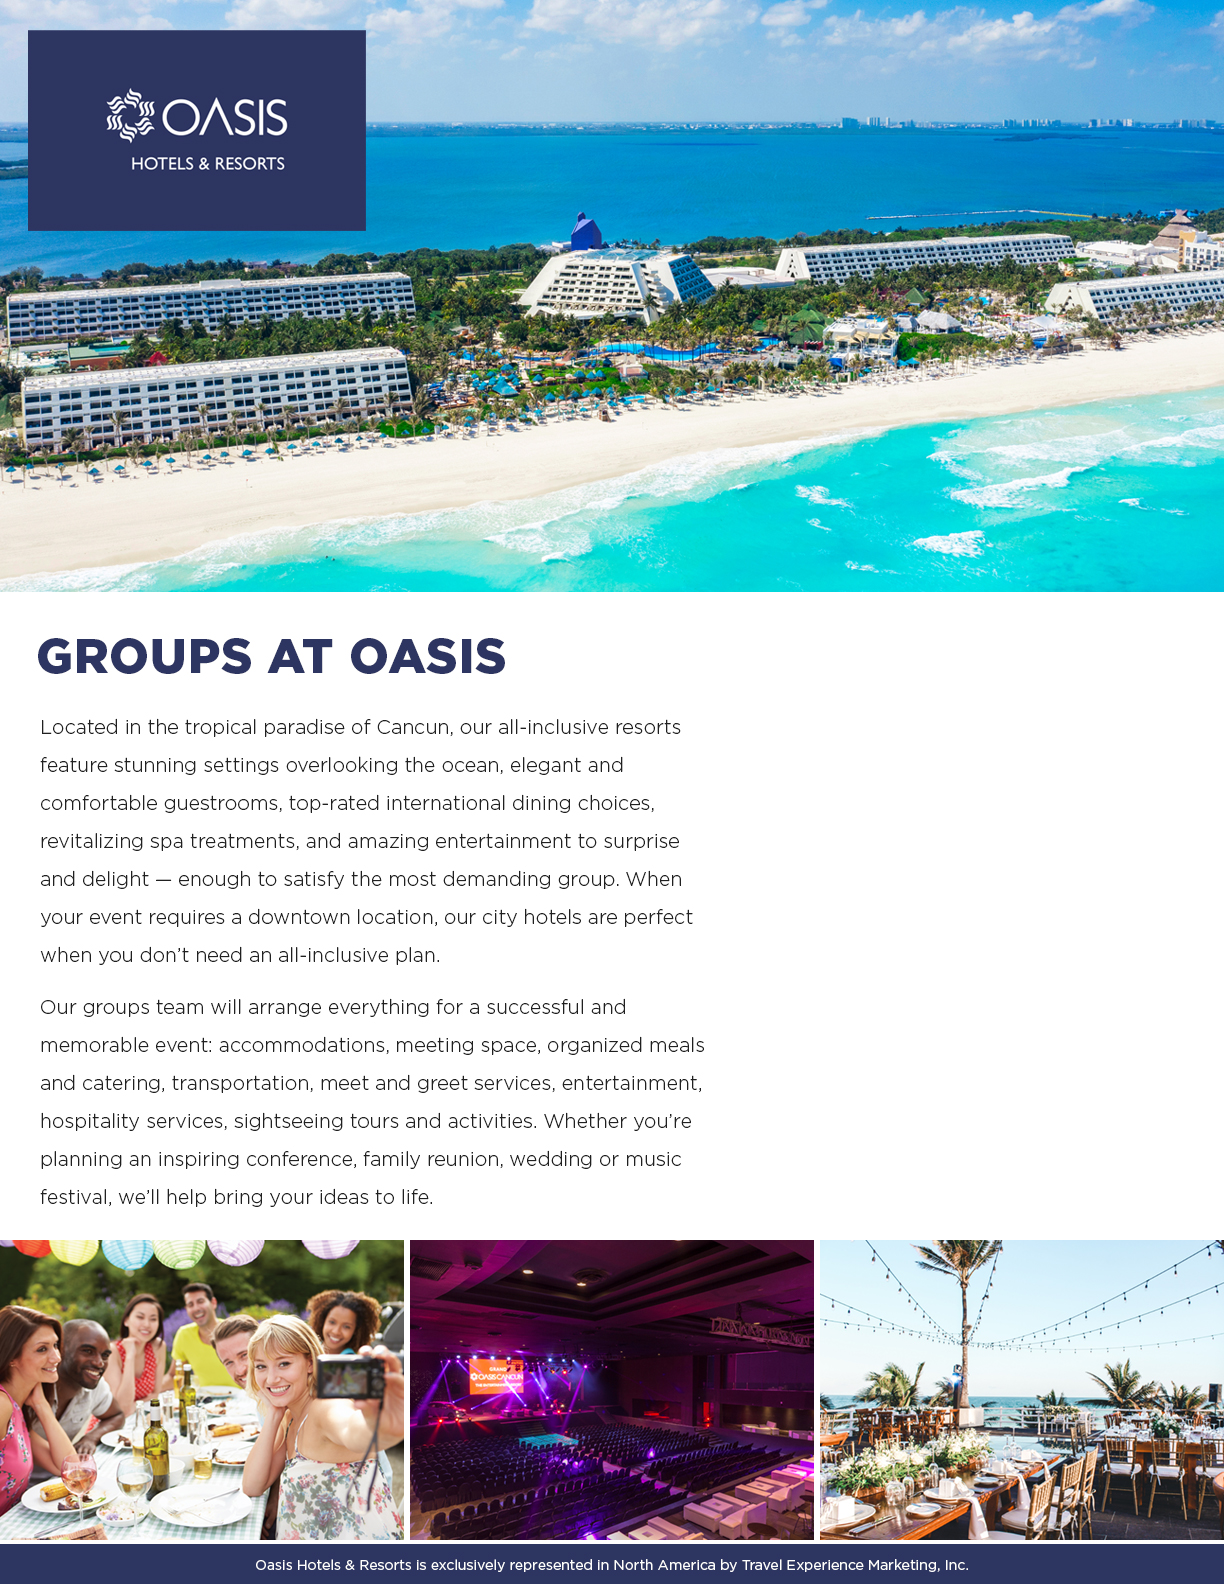 OASIS
HOTELS & RESORTS
GROUPS AT OASIS
Located in the tropical paradise of Cancun, our all-inclusive resorts
feature stunning settings overlooking the ocean, elegant and
comfortable guestrooms, top-rated international dining choices,
revitalizing spa treatments, and amazing entertainment to surprise
and delight — enough to satisfy the most demanding group. When
your event requires a downtown location, our city hotels are perfect
when you don’t need an all-inclusive plan.
Our groups team will arrange everything for a successful and
memorable event: accommodations, meeting space, organized meals
and catering, transportation, meet and greet services, entertainment,
hospitality services, sightseeing tours and activities. Whether you’re
planning an inspiring conference, family reunion, wedding or music
festival, we’ll help bring your ideas to life.
GRAND
OASIS CANCUN
Oasis Hotels & Resorts is exclusively represented in North America by Travel Experience Marketing, Inc.